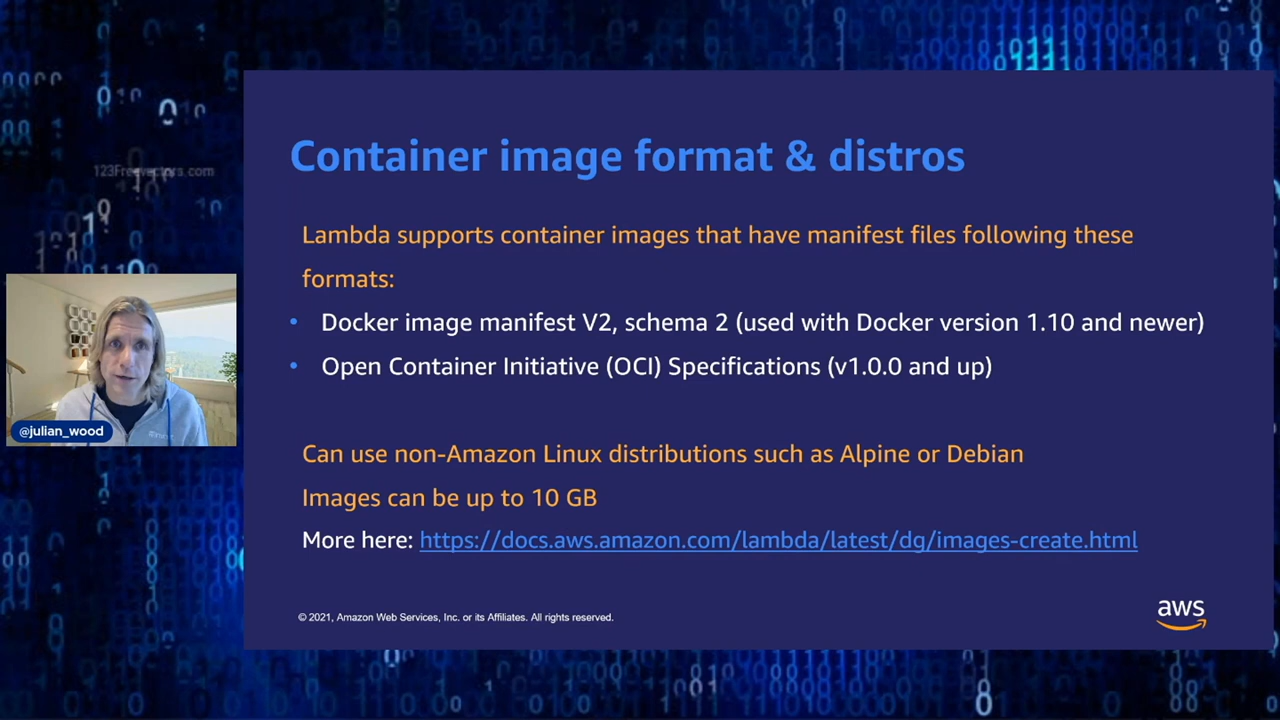 123Freevectors.com
Container image format & distros
Lambda supports container images that have manifest files following these
formats:
• Docker image manifest V2, schema 2 (used with Docker version 1.10 and newer)
• Open Container Initiative (OCI) Specifications (v1.0.0 and up)
@julian_wood
Can use non-Amazon Linux distributions such as Alpine or Debian
Images can be up to 10 GB
More here: https://docs.aws.amazon.com/lambda/latest/dg/images-create.html
© 2021, Amazon Web Services, Inc. or its Affiliates. All rights reserved.
aws